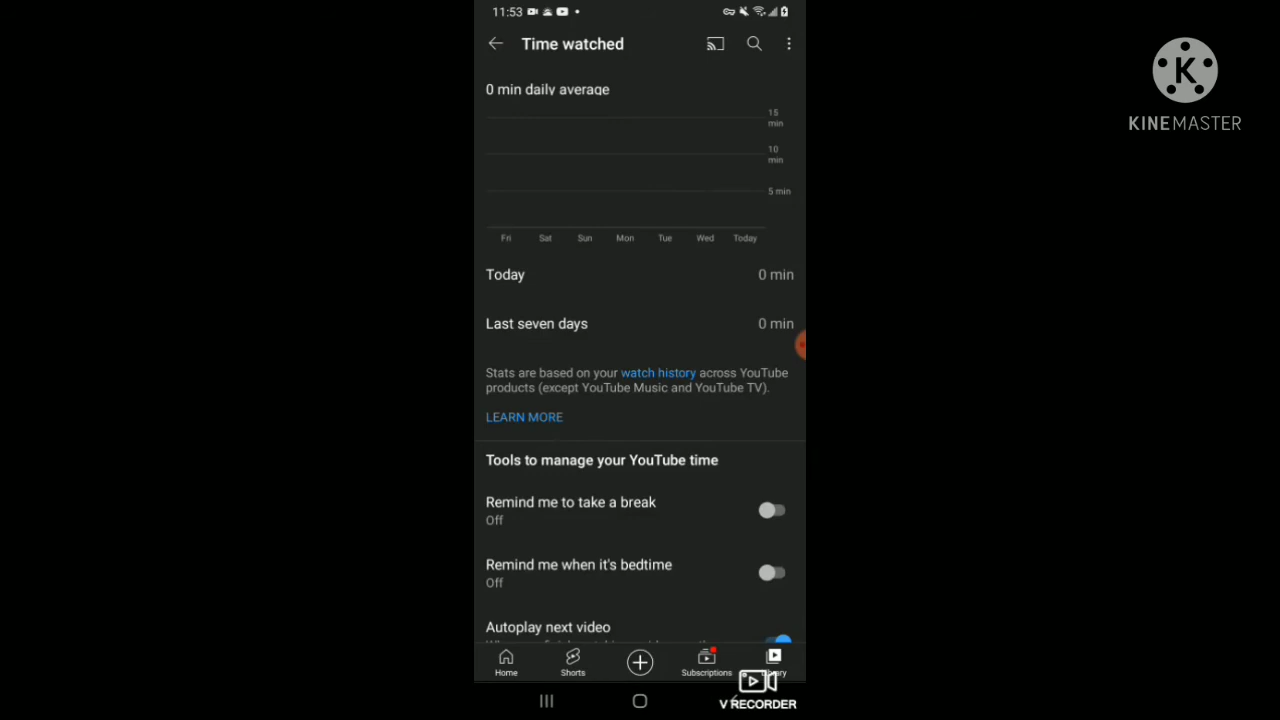 11:53
Time watched
0 min daily average
15
min
10
min
5 min
Fri Sat Sun Mon Tue Wed Today
Today 0 min
Last seven days 0 min
Stats are based on your watch history across YouTube
products (except YouTube Music and YouTube TV).
LEARN MORE
Tools to manage your YouTube time
Remind me to take a break
Off
Remind me when it's bedtime
Off
Autoplay next video
Home Shorts Subscriptions
V RECORDER
K
KINEMASTER